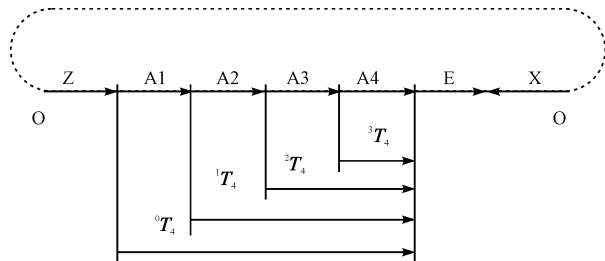 Z A1 A2 A3 A4 E X
O O
³T₄
²T₄
¹T₄
⁰T₄